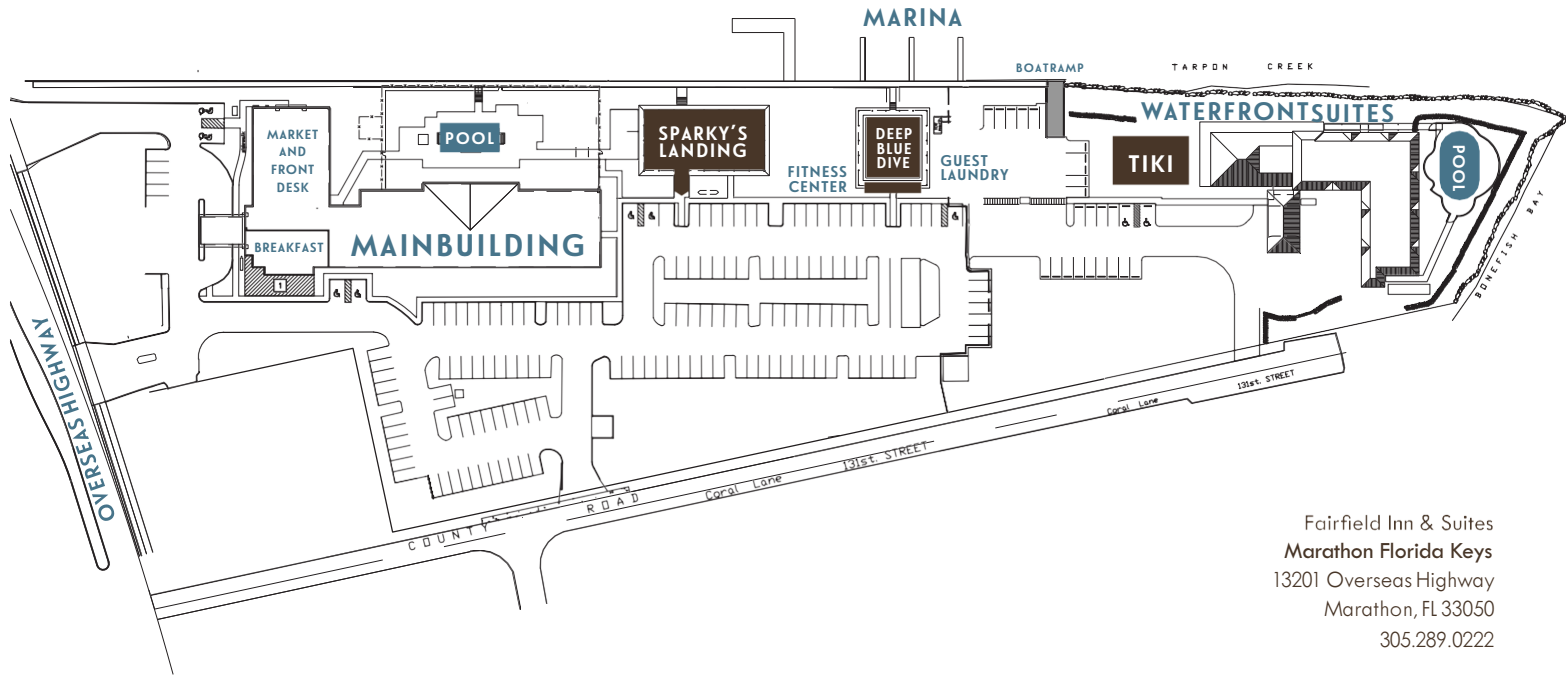 MARINA
BOATRAMP
TARPON CREEK
WATERFRONTSUITES
MARKET
AND
FRONT
DESK
POOL
SPARKY'S
LANDING
DEEP
BLUE
DIVE
FITNESS
CENTER
GUEST
LAUNDRY
TIKI
POOL
BONEFISH BAY
BREAKFAST
MAINBUILDING
1
OVERSEAS HIGHWAY
COUNTY ROAD
Coral Lane
131st. STREET
Coral Lane
131st. STREET
Fairfield Inn & Suites
Marathon Florida Keys
13201 Overseas Highway
Marathon, FL 33050
305.289.0222